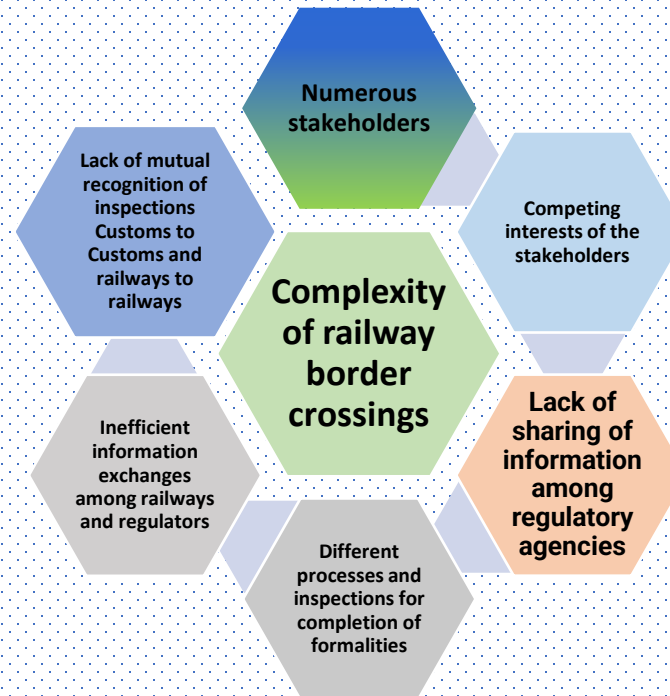 Numerous
stakeholders
Competing
interests of the
stakeholders
Lack of
sharing of
information
among
regulatory
agencies
Different
processes and
inspections for
completion of
formalities
Inefficient
information
exchanges
among railways
and regulators
Lack of mutual
recognition of
inspections
Customs to
Customs and
railways to
railways
Complexity
of railway
border
crossings